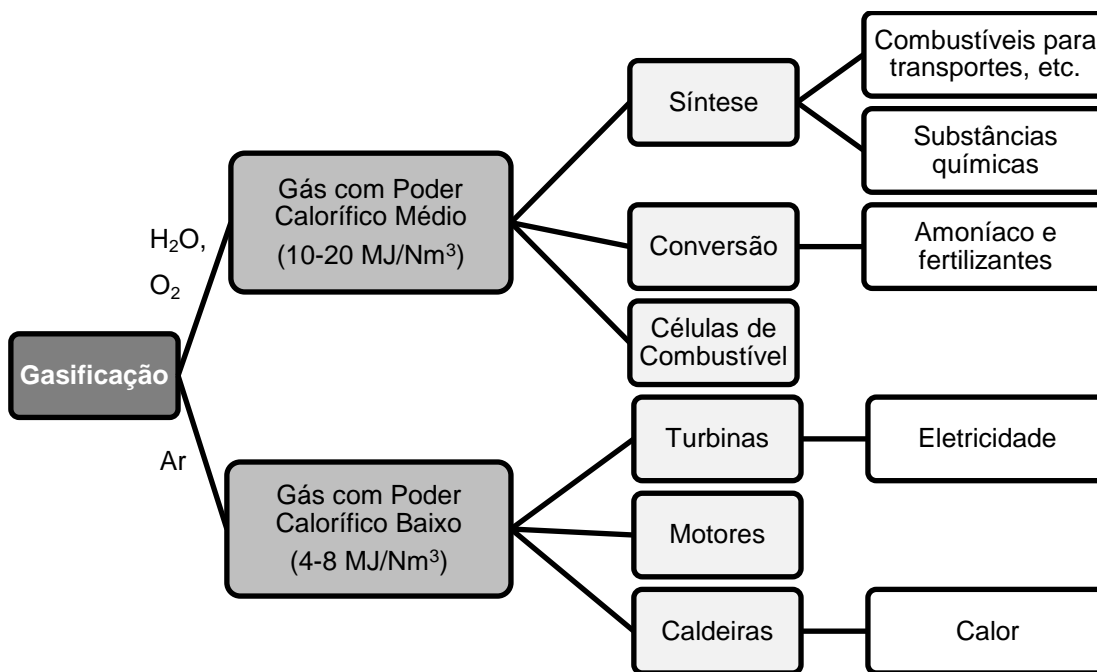 Gasificação
H₂O,
O₂
Ar
Gás com Poder
Calorífico Médio
(10-20 MJ/Nm³)
Gás com Poder
Calorífico Baixo
(4-8 MJ/Nm³)
Síntese
Conversão
Células de
Combustível
Turbinas
Motores
Caldeiras
Combustíveis para
transportes, etc.
Substâncias
químicas
Amoníaco e
fertilizantes
Eletricidade
Calor